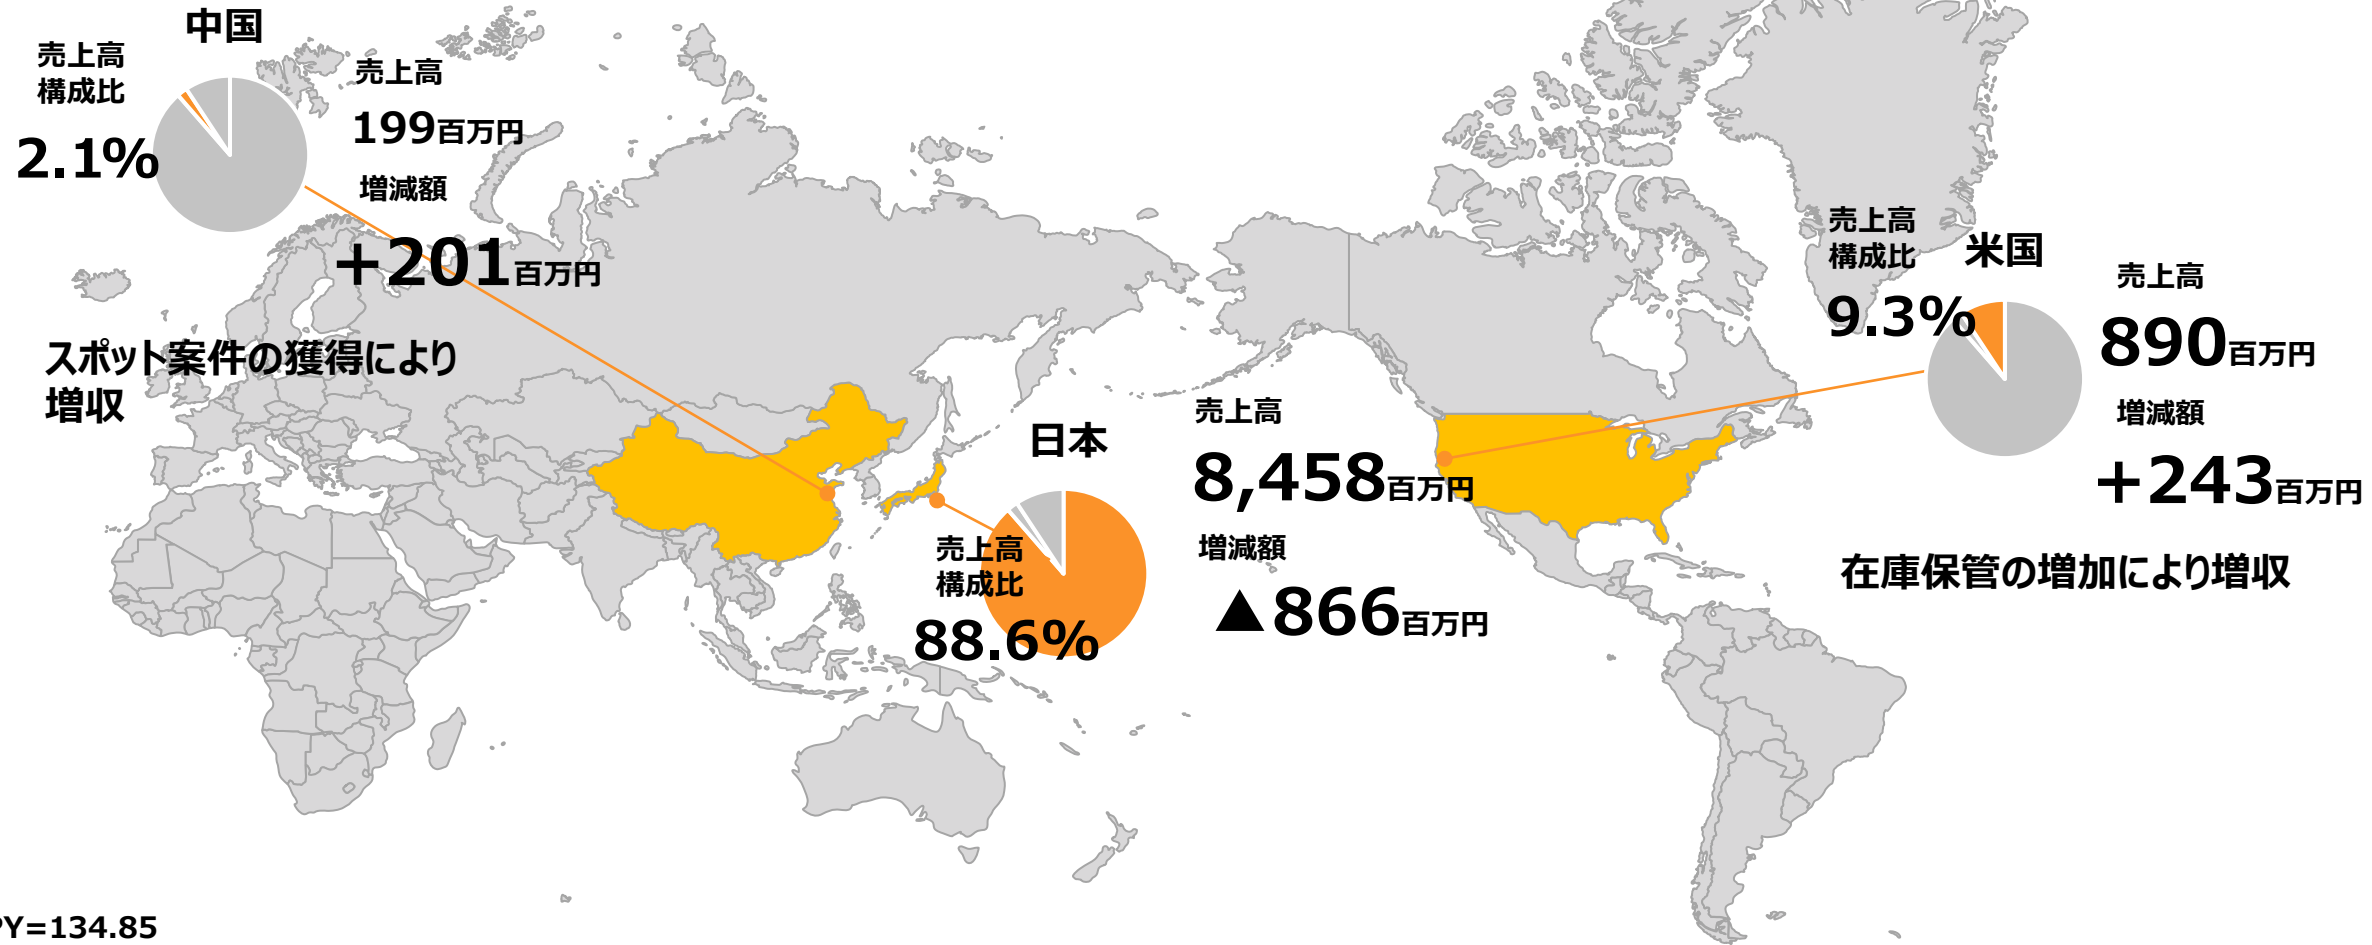 中国
売上高
構成比
2.1%
売上高
199百万円
増減額
+201百万円
スポット案件の獲得により
増収
日本
売上高
構成比
88.6%
売上高
8,458百万円
増減額
▲866百万円
売上高
構成比
9.3%
米国
売上高
890百万円
増減額
+243百万円
在庫保管の増加により増収
PY=134.85